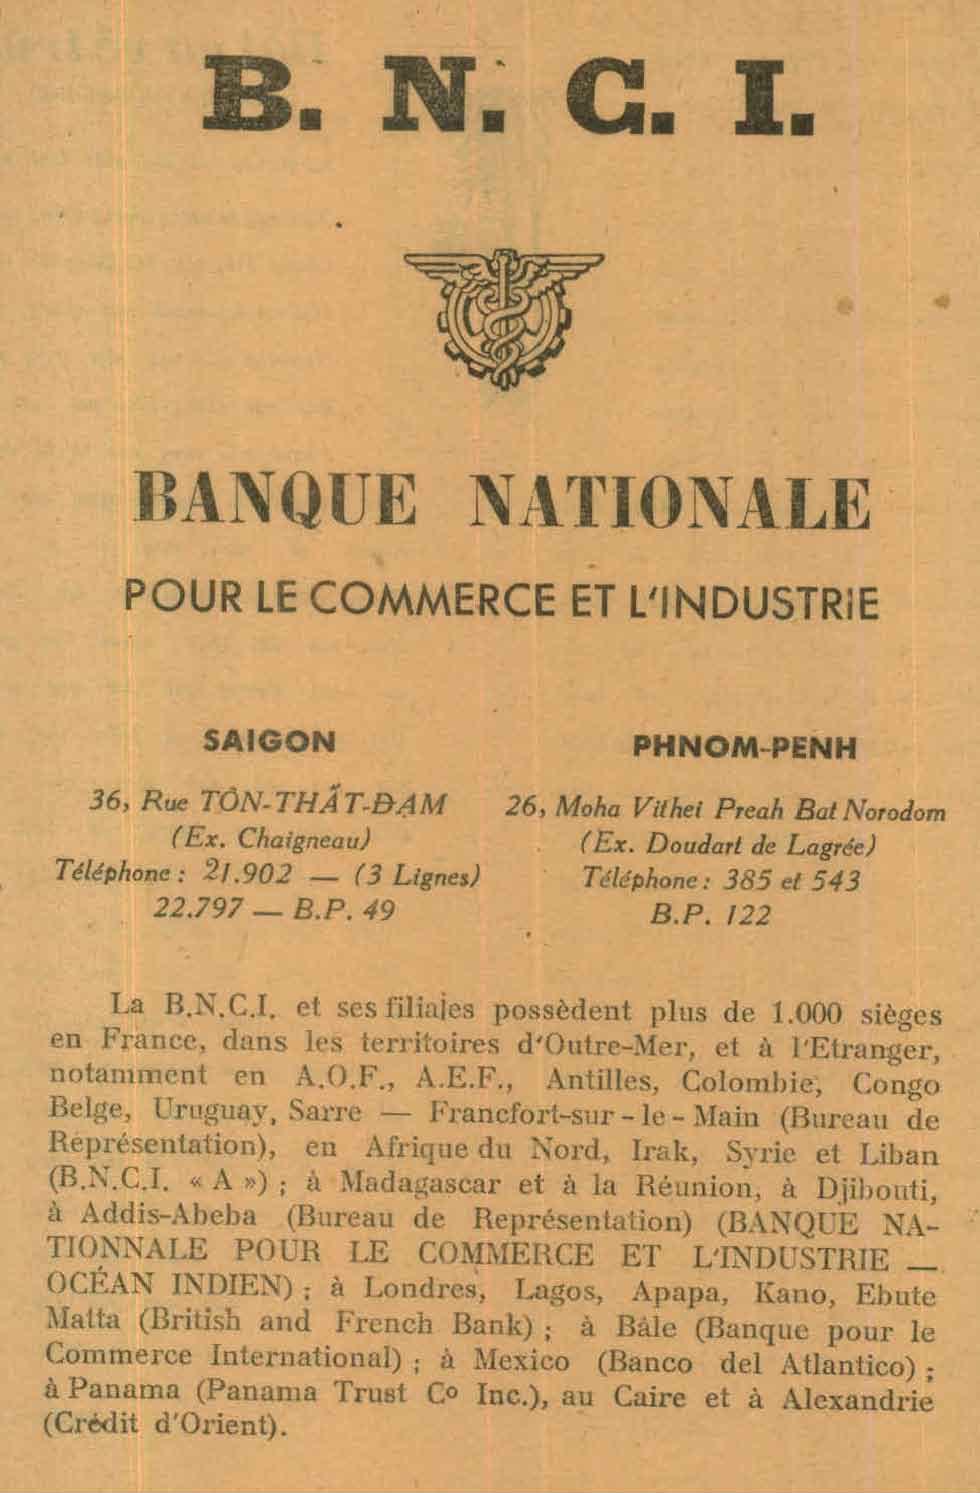 B. N. C. I.
BANQUE NATIONALE
POUR LE COMMERCE ET L'INDUSTRIE
SAIGON
36, Rue TÔN-THẤT-ĐẠM
(Ex. Chaigneau)
Téléphone : 21.902 — (3 Lignes)
22.797 — B.P. 49
PHNOM-PENH
26, Moha Vithei Preah Bat Norodom
(Ex. Doudart de Lagrée)
Téléphone : 385 et 543
B.P. 122
La B.N.C.I. et ses filiales possèdent plus de 1.000 sièges
en France, dans les territoires d'Outre-Mer, et à l'Etranger,
notamment en A.O.F., A.E.F., Antilles, Colombie, Congo
Belge, Uruguay, Sarre — Francfort-sur-le-Main (Bureau de
Représentation), en Afrique du Nord, Irak, Syrie et Liban
(B.N.C.I. « A ») ; à Madagascar et à la Réunion, à Djibouti,
à Addis-Abeba (Bureau de Représentation) (BANQUE NA-
TIONNALE POUR LE COMMERCE ET L'INDUSTRIE —
OCÉAN INDIEN) ; à Londres, Lagos, Apapa, Kano, Ebute
Matta (British and French Bank) ; à Bâle (Banque pour le
Commerce International) ; à Mexico (Banco del Atlantico) ;
à Panama (Panama Trust Co Inc.), au Caire et à Alexandrie
(Crédit d'Orient).